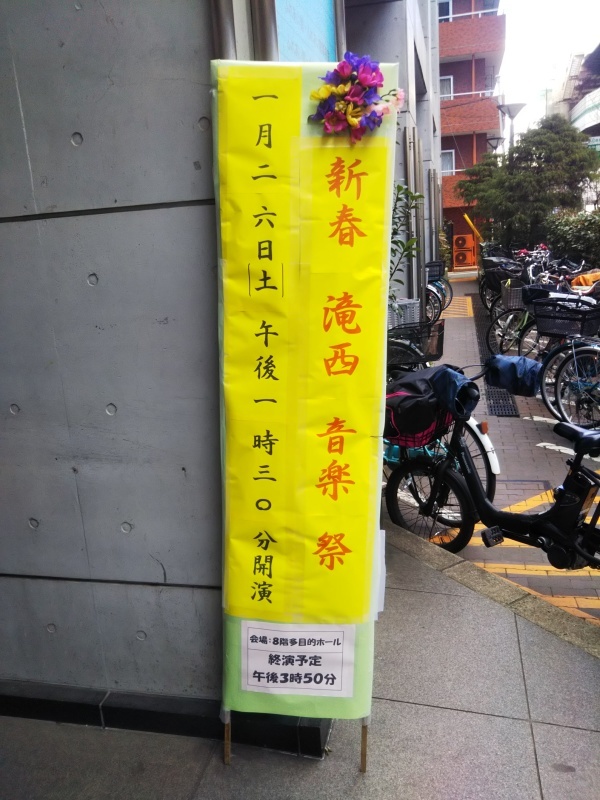 新春 滝西 音楽祭
一月二六日(土)午後一時三〇分開演
会場:8階多目的ホール
終演予定
午後3時50分